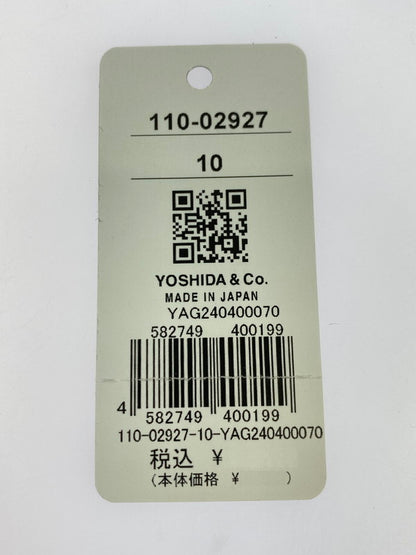 110-02927
10
YOSHIDA & Co.
MADE IN JAPAN
YAG240400070
582749 400199
4 582749 400199
110-02927-10-YAG240400070
税込 ¥
(本体価格 ¥ )